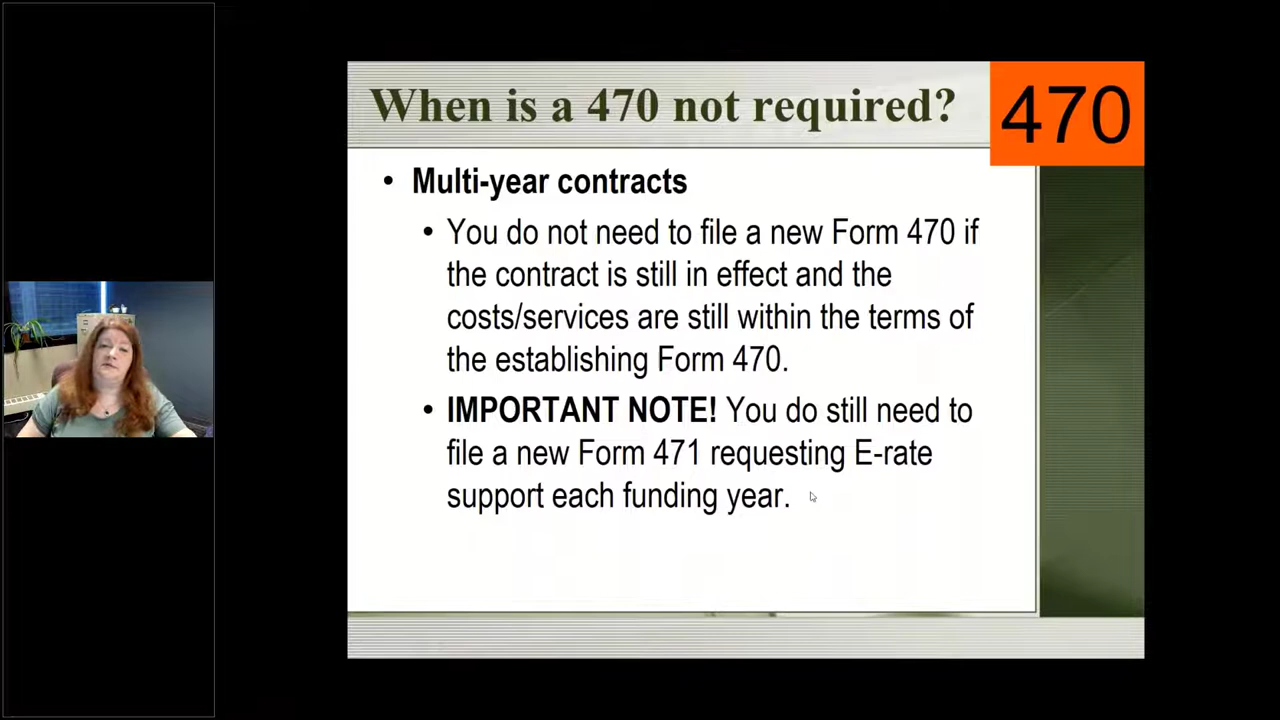 When is a 470 not required?
470
• Multi-year contracts
• You do not need to file a new Form 470 if
the contract is still in effect and the
costs/services are still within the terms of
the establishing Form 470.
• IMPORTANT NOTE! You do still need to
file a new Form 471 requesting E-rate
support each funding year.